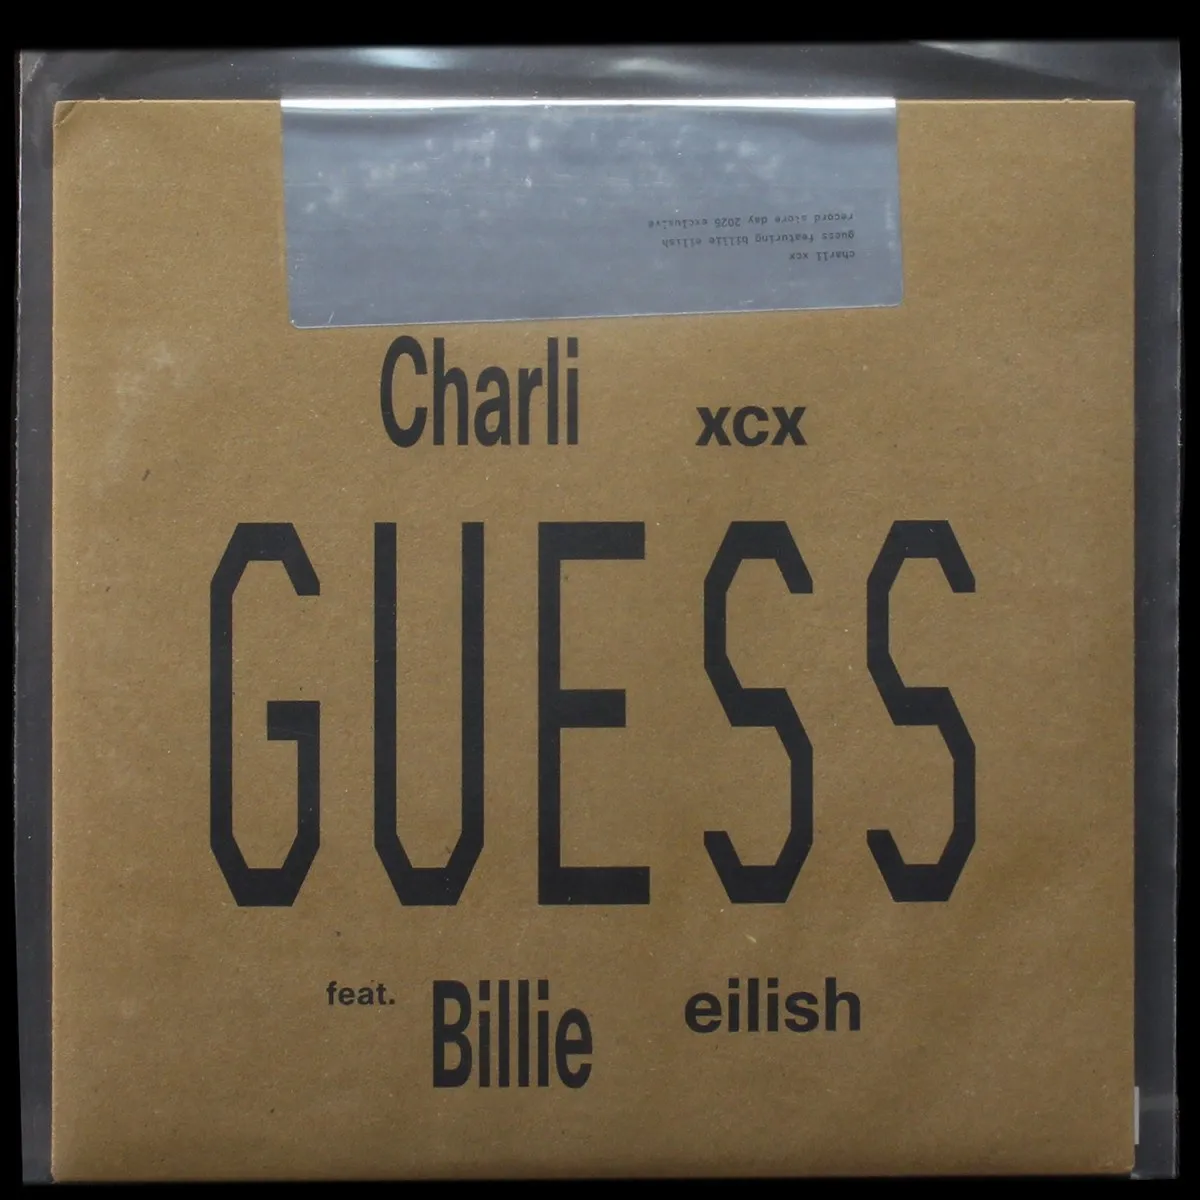 charli xcx
guess featuring billie eilish
record store day 2025 exclusive
Charli xcx
GUESS
feat. Billie eilish